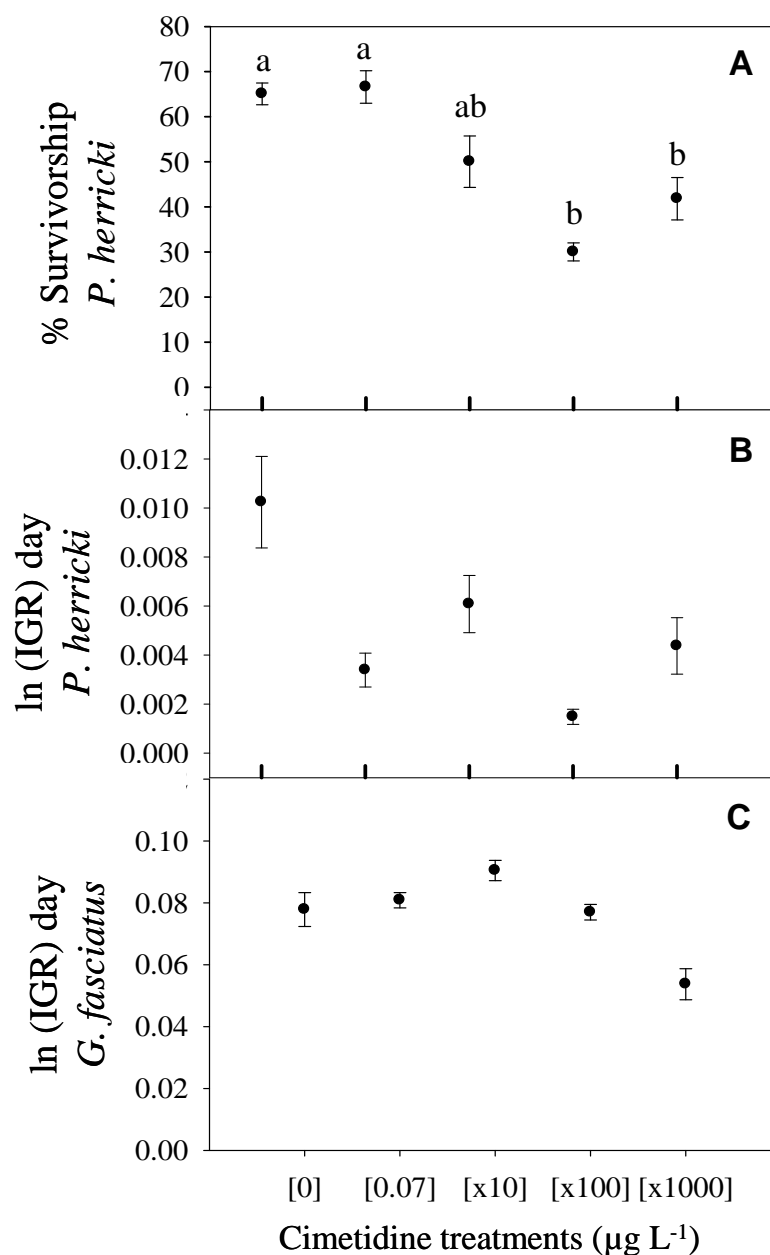 % Survivorship
P. herricki
80
70
60
50
40
30
20
10
0
a
a
ab
b
b
A
ln (IGR) day
P. herricki
0.012
0.010
0.008
0.006
0.004
0.002
0.000
B
ln (IGR) day
G. fasciatus
0.10
0.08
0.06
0.04
0.02
0.00
C
[0] [0.07] [x10] [x100] [x1000]
Cimetidine treatments (µg L⁻¹)